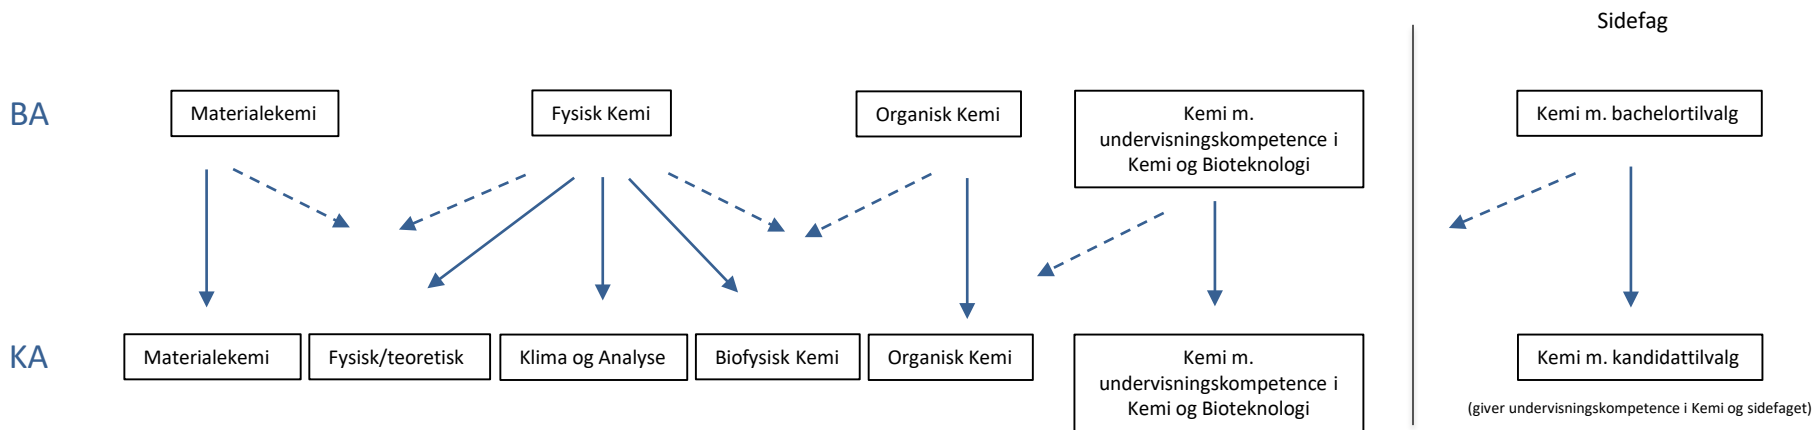 Sidefag
BA
Materialekemi
Fysisk Kemi
Organisk Kemi
Kemi m.
undervisningskompetence i
Kemi og Bioteknologi
Kemi m. bachelortilvalg
KA
Materialekemi
Fysisk/teoretisk
Klima og Analyse
Biofysisk Kemi
Organisk Kemi
Kemi m.
undervisningskompetence i
Kemi og Bioteknologi
Kemi m. kandidattilvalg
(giver undervisningskompetence i Kemi og sidefaget)